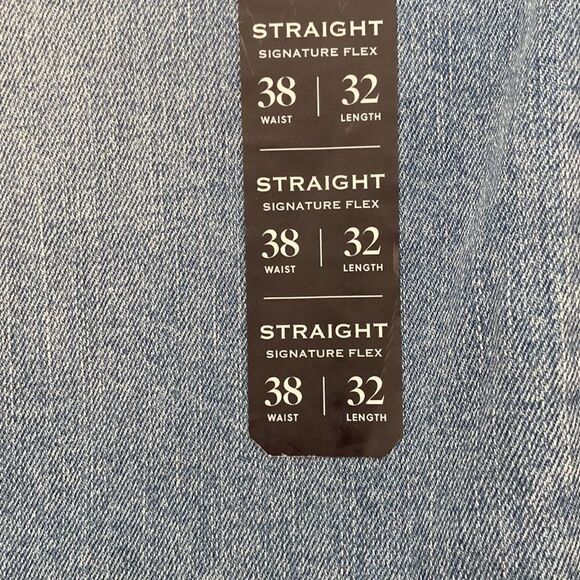 STRAIGHT
SIGNATURE FLEX
38 | 32
WAIST LENGTH
STRAIGHT
SIGNATURE FLEX
38 | 32
WAIST LENGTH
STRAIGHT
SIGNATURE FLEX
38 | 32
WAIST LENGTH